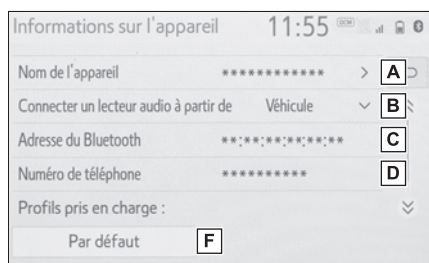 Informations sur l'appareil 11:55 DCM
Nom de l'appareil ************ > A
Connecter un lecteur audio à partir de Véhicule B
Adresse du Bluetooth **:**:**:**:**:** C
Numéro de téléphone ********** D
Profils pris en charge :
Par défaut F